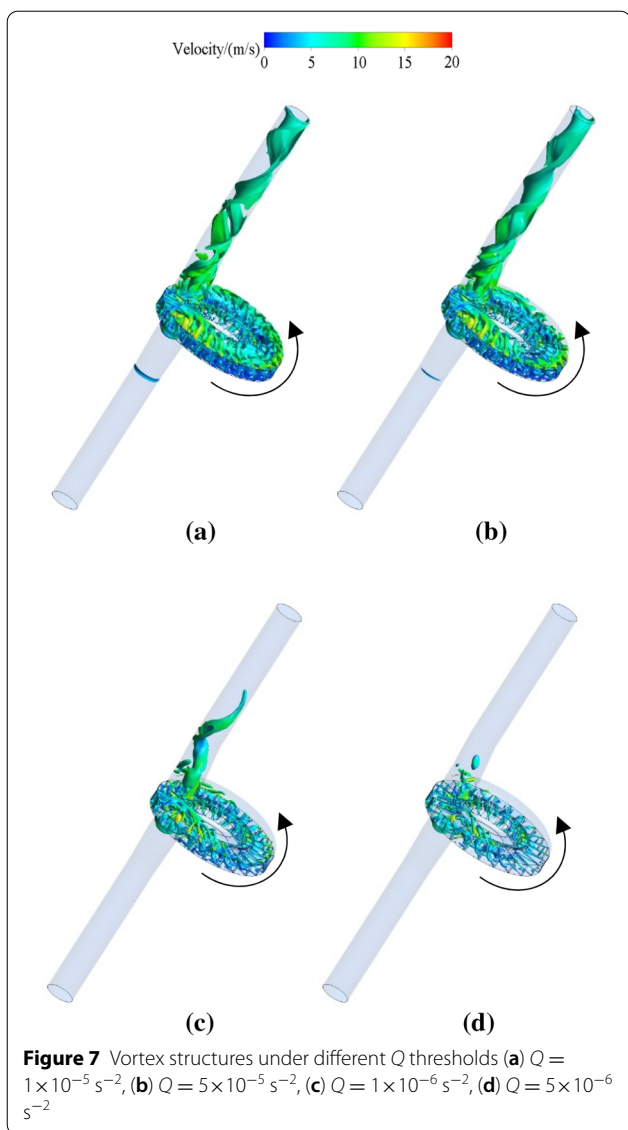 Velocity/(m/s)
0 5 10 15 20
(a) (b)
(c) (d)
Figure 7 Vortex structures under different Q thresholds (a) Q =
1×10⁻⁵ s⁻², (b) Q = 5×10⁻⁵ s⁻², (c) Q = 1×10⁻⁶ s⁻², (d) Q = 5×10⁻⁶
s⁻²